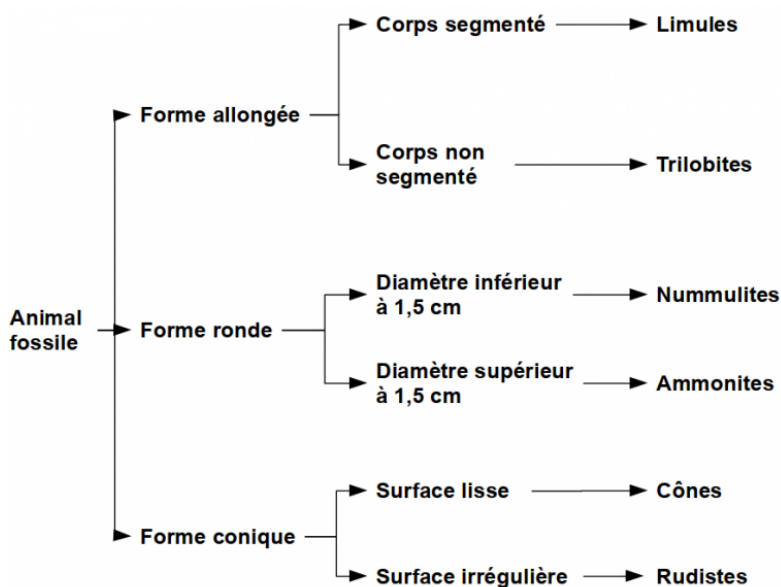 Corps segmenté
Limules
Forme allongée
Corps non
segmenté
Trilobites
Animal
fossile
Forme ronde
Diamètre inférieur
à 1,5 cm
Nummulites
Diamètre supérieur
à 1,5 cm
Ammonites
Forme conique
Surface lisse
Cônes
Surface irrégulière
Rudistes